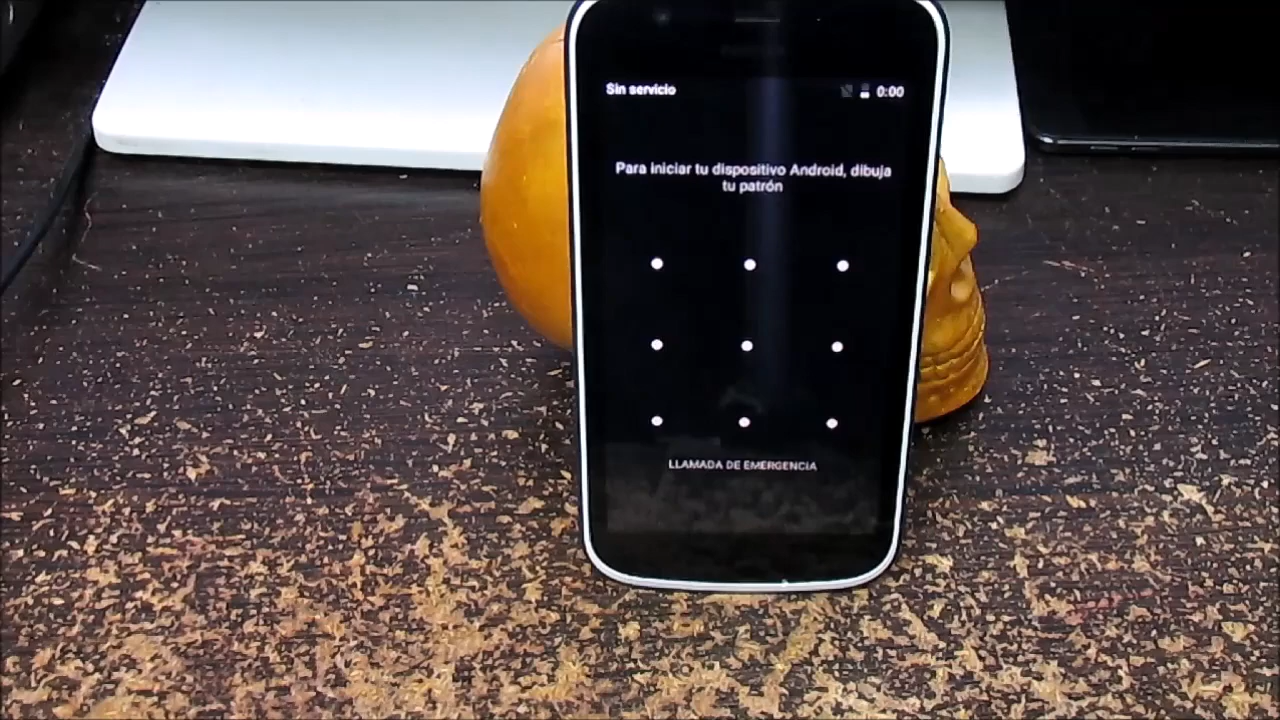 Sin servicio
0:00
Para iniciar tu dispositivo Android, dibuja
tu patrón
LLAMADA DE EMERGENCIA